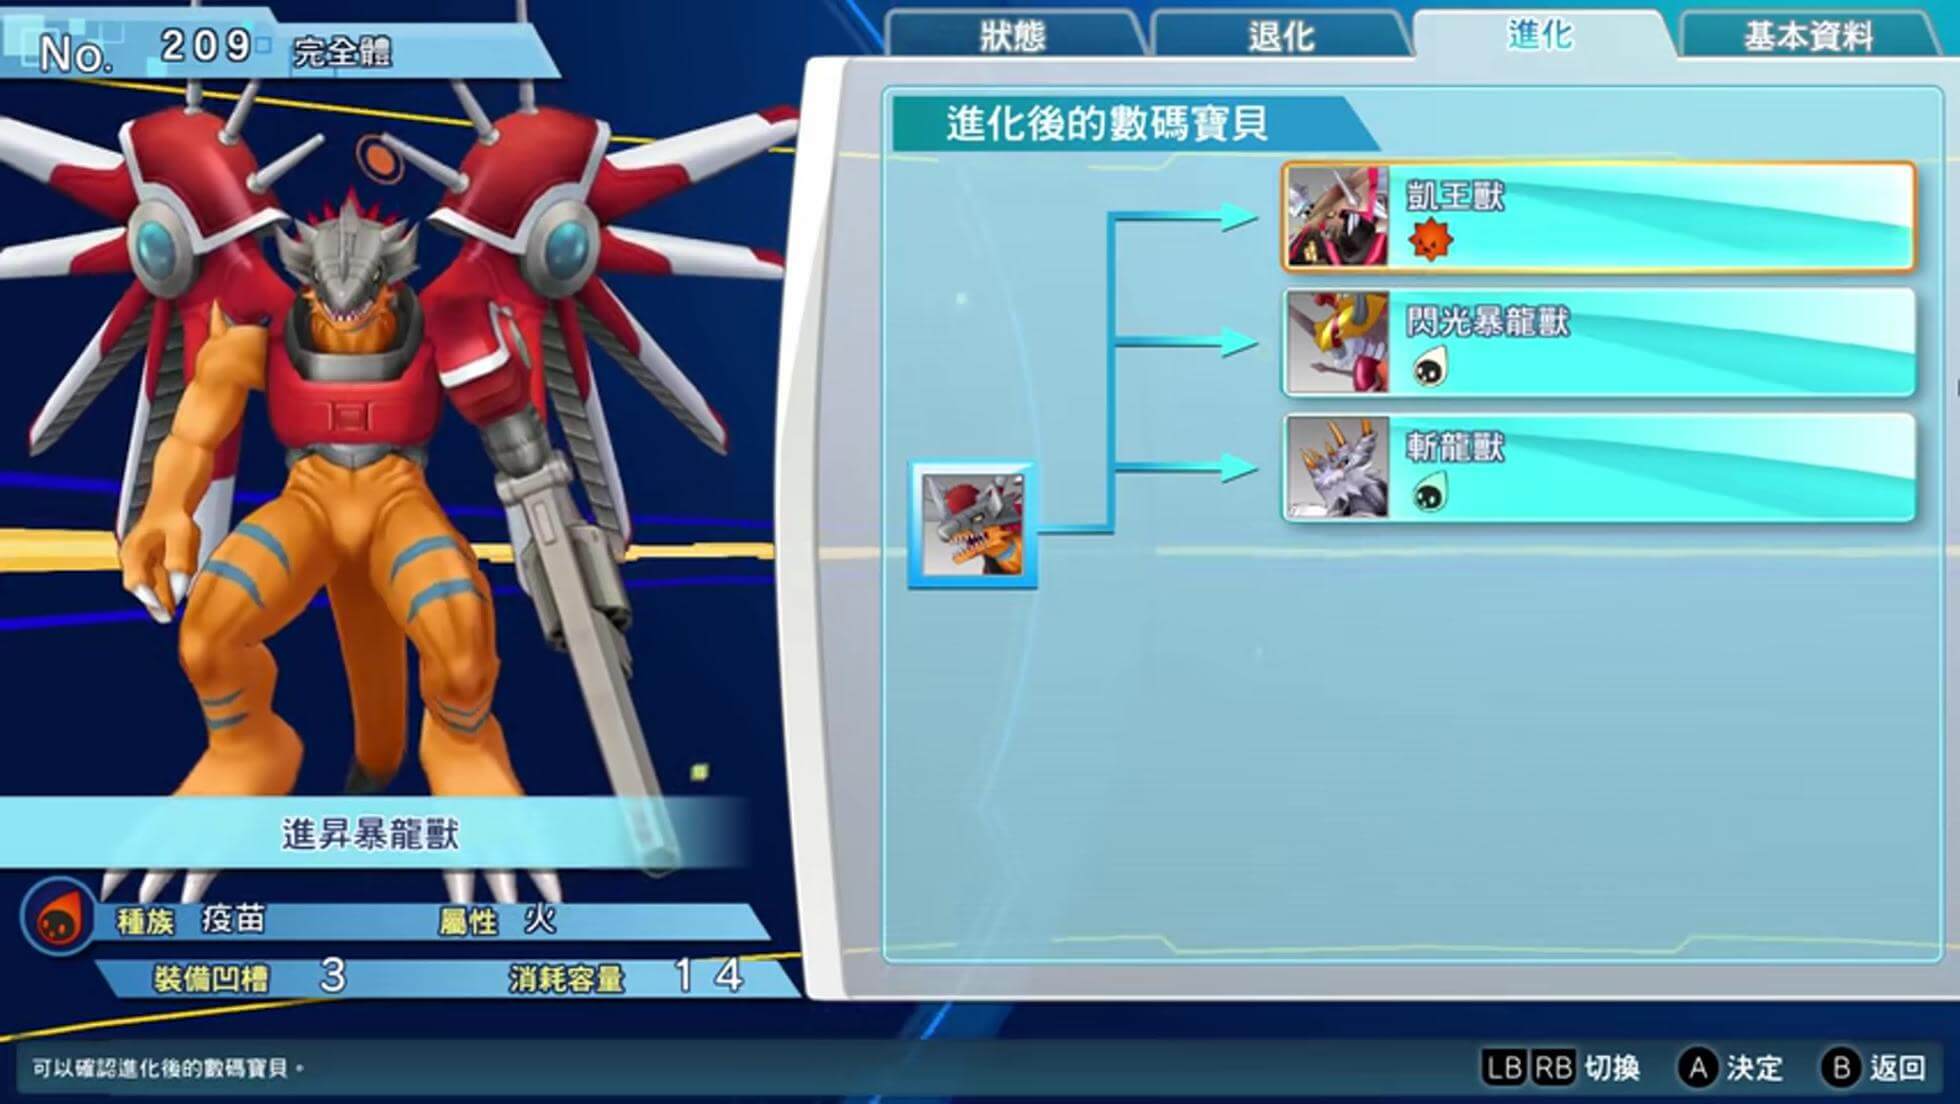 No. 209 完全體
狀態 退化 進化 基本資料
進化後的數碼寶貝
凱王獸
閃光暴龍獸
斬龍獸
進昇暴龍獸
種族 疫苗 屬性 火
裝備凹槽 3 消耗容量 14
可以確認進化後的數碼寶貝。
LB RB 切換 A 決定 B 返回